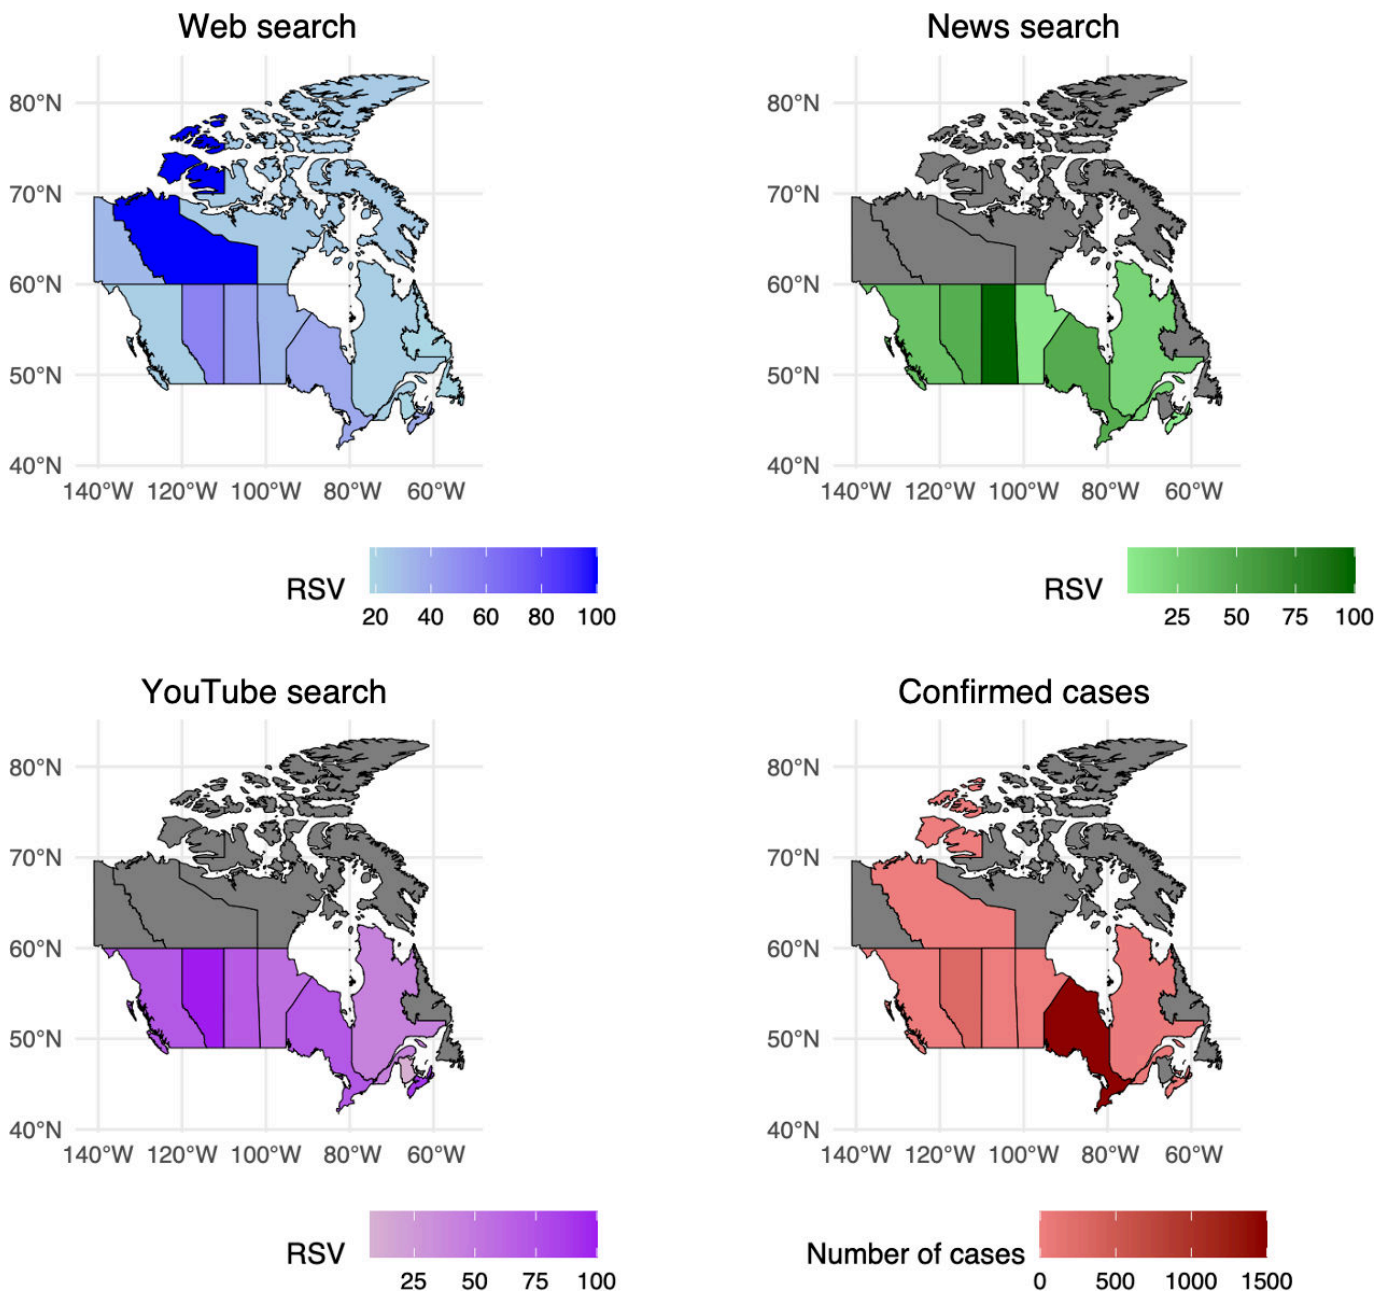 Web search
80°N
70°N
60°N
50°N
40°N
140°W 120°W 100°W 80°W 60°W
RSV
20 40 60 80 100
News search
80°N
70°N
60°N
50°N
40°N
140°W 120°W 100°W 80°W 60°W
RSV
25 50 75 100
YouTube search
80°N
70°N
60°N
50°N
40°N
140°W 120°W 100°W 80°W 60°W
RSV
25 50 75 100
Confirmed cases
80°N
70°N
60°N
50°N
40°N
140°W 120°W 100°W 80°W 60°W
Number of cases
0 500 1000 1500